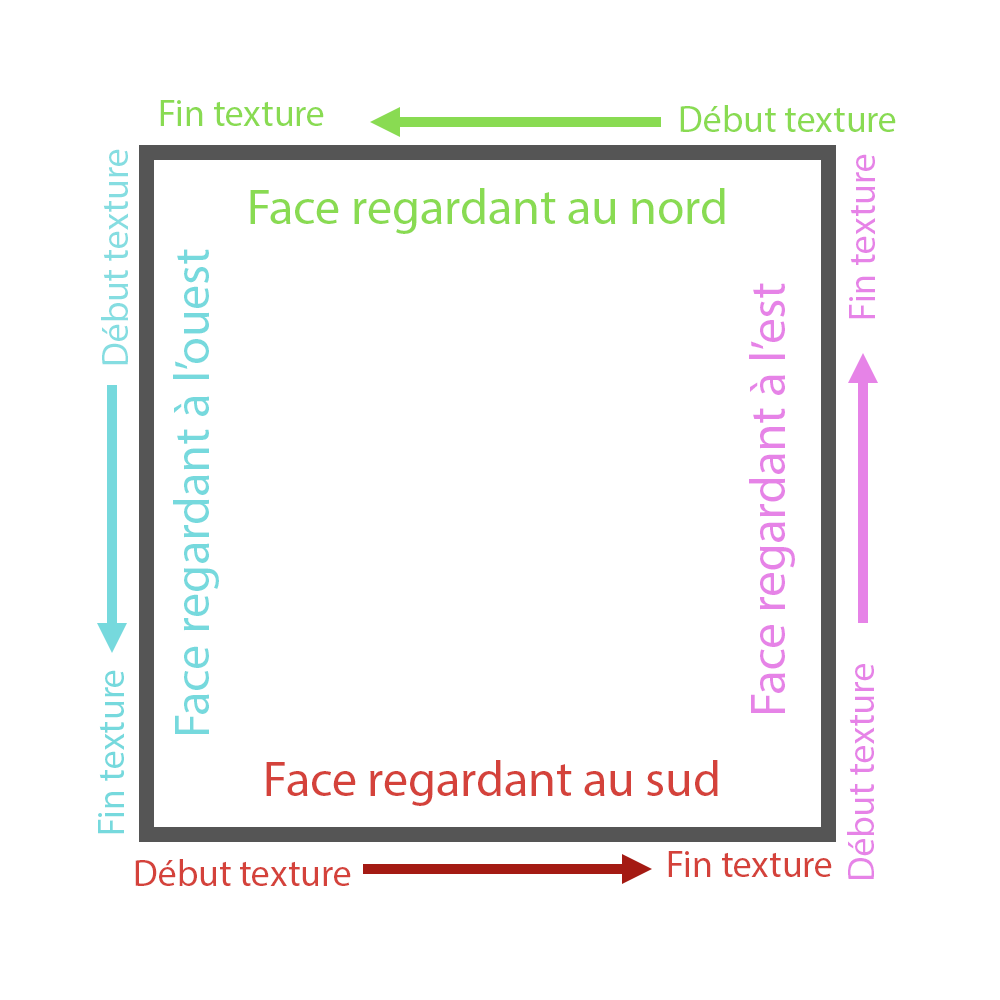 Fin texture
Début texture
Face regardant au nord
Début texture
Fin texture
Face regardant à l’ouest
Face regardant à l’est
Fin texture
Début texture
Face regardant au sud
Début texture
Fin texture